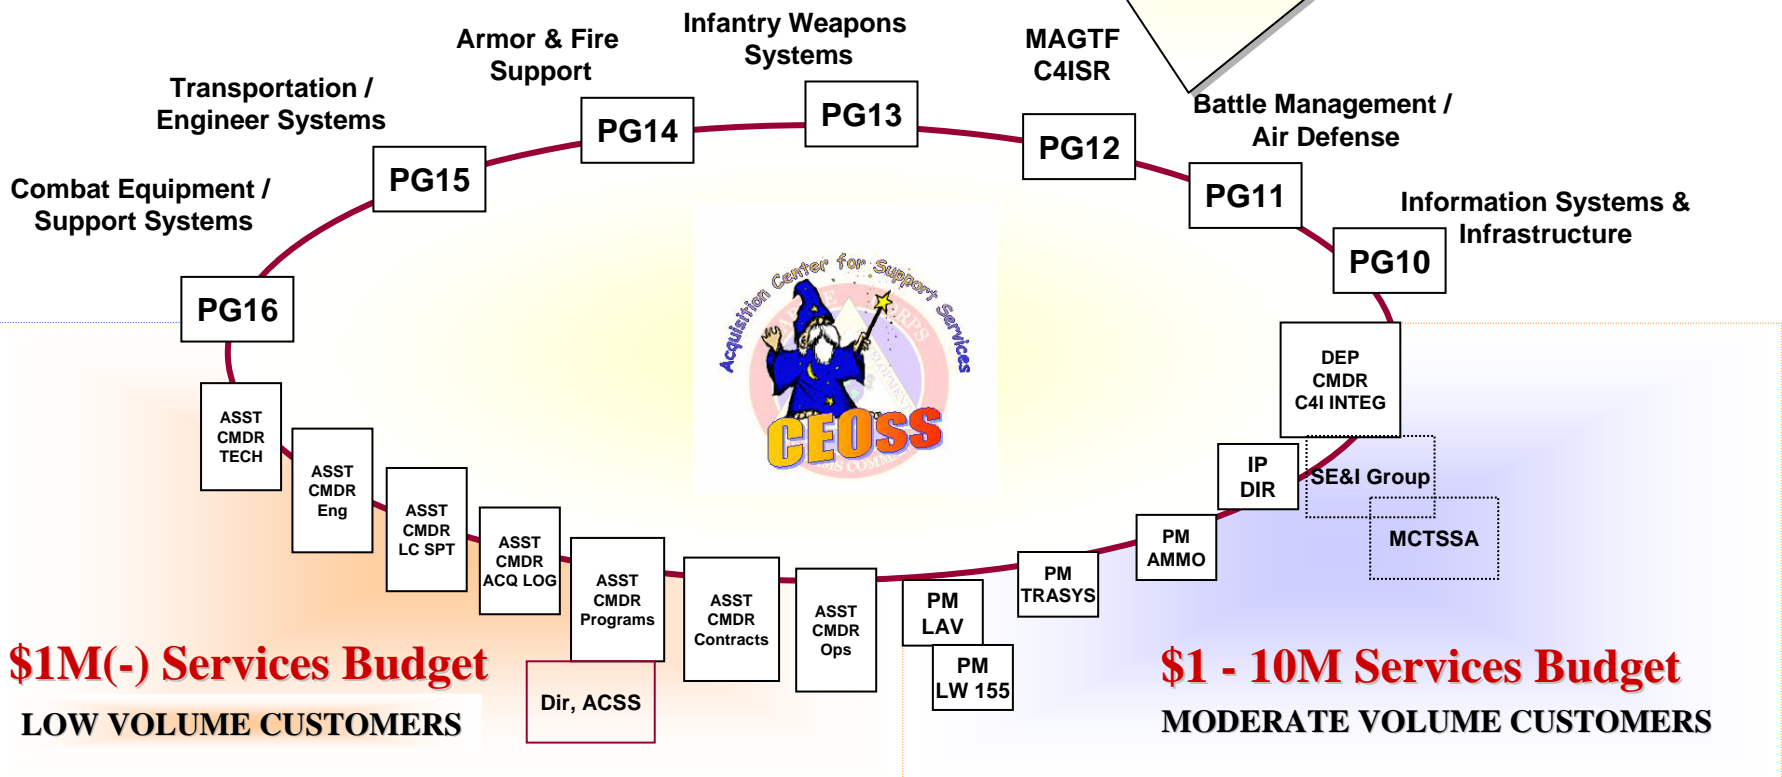 Infantry Weapons
Systems
Armor & Fire
Support
MAGTF
C4ISR
Transportation /
Engineer Systems
Battle Management /
Air Defense
Combat Equipment /
Support Systems
Information Systems &
Infrastructure
PG16
PG15
PG14
PG13
PG12
PG11
PG10
Acquisition Center for Support Services
CORPS
CEOSS
DEP
CMDR
C4I INTEG
SE&I Group
MCTSSA
IP
DIR
PM
AMMO
PM
TRASYS
PM
LAV
PM
LW 155
ASST
CMDR
TECH
ASST
CMDR
Eng
ASST
CMDR
LC SPT
ASST
CMDR
ACQ LOG
ASST
CMDR
Programs
Dir, ACSS
ASST
CMDR
Contracts
ASST
CMDR
Ops
$1M(-) Services Budget
LOW VOLUME CUSTOMERS
$1 - 10M Services Budget
MODERATE VOLUME CUSTOMERS